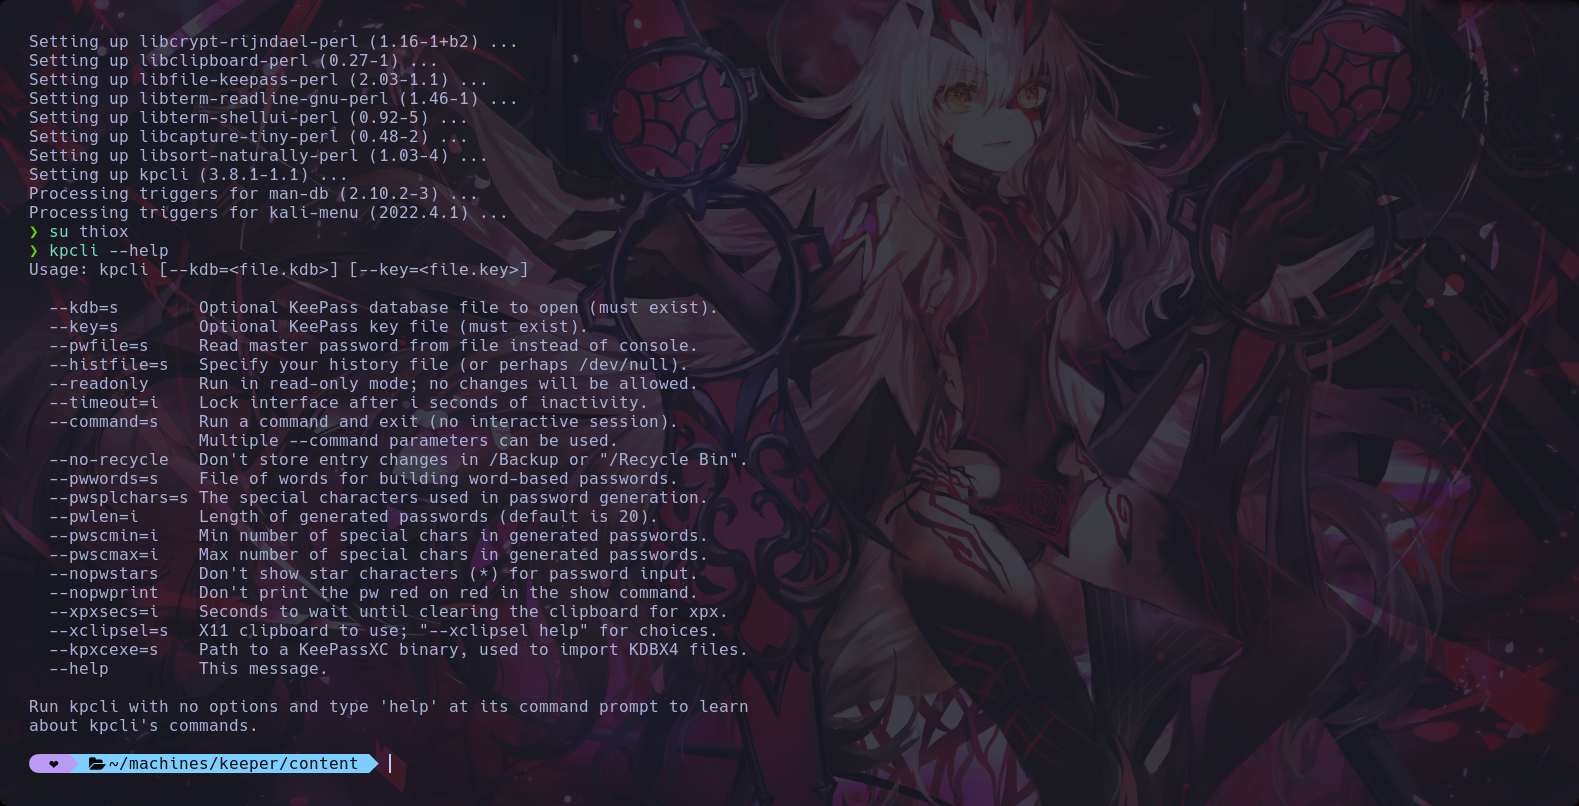 Setting up libcrypt-rijndael-perl (1.16-1+b2) ...
Setting up libclipboard-perl (0.27-1) ...
Setting up libfile-keepass-perl (2.03-1.1) ...
Setting up libterm-readline-gnu-perl (1.46-1) ...
Setting up libterm-shellui-perl (0.92-5) ...
Setting up libcapture-tiny-perl (0.48-2) ...
Setting up libsort-naturally-perl (1.03-4) ...
Setting up kpcli (3.8.1-1.1) ...
Processing triggers for man-db (2.10.2-3) ...
Processing triggers for kali-menu (2022.4.1) ...
❯ su thiox
❯ kpcli --help
Usage: kpcli [--kdb=<file.kdb>] [--key=<file.key>]
--kdb=s Optional KeePass database file to open (must exist).
--key=s Optional KeePass key file (must exist).
--pwfile=s Read master password from file instead of console.
--histfile=s Specify your history file (or perhaps /dev/null).
--readonly Run in read-only mode; no changes will be allowed.
--timeout=i Lock interface after i seconds of inactivity.
--command=s Run a command and exit (no interactive session).
Multiple --command parameters can be used.
--no-recycle Don't store entry changes in /Backup or "/Recycle Bin".
--pwwords=s File of words for building word-based passwords.
--pwsplchars=s The special characters used in password generation.
--pwlen=i Length of generated passwords (default is 20).
--pwscmin=i Min number of special chars in generated passwords.
--pwscmax=i Max number of special chars in generated passwords.
--nopwstars Don't show star characters (*) for password input.
--nopwprint Don't print the pw red on red in the show command.
--xpxsecs=i Seconds to wait until clearing the clipboard for xpx.
--xclipsel=s X11 clipboard to use; "--xclipsel help" for choices.
--kpxcexe=s Path to a KeePassXC binary, used to import KDBX4 files.
--help This message.
Run kpcli with no options and type 'help' at its command prompt to learn
about kpcli's commands.
❤ ~/machines/keeper/content